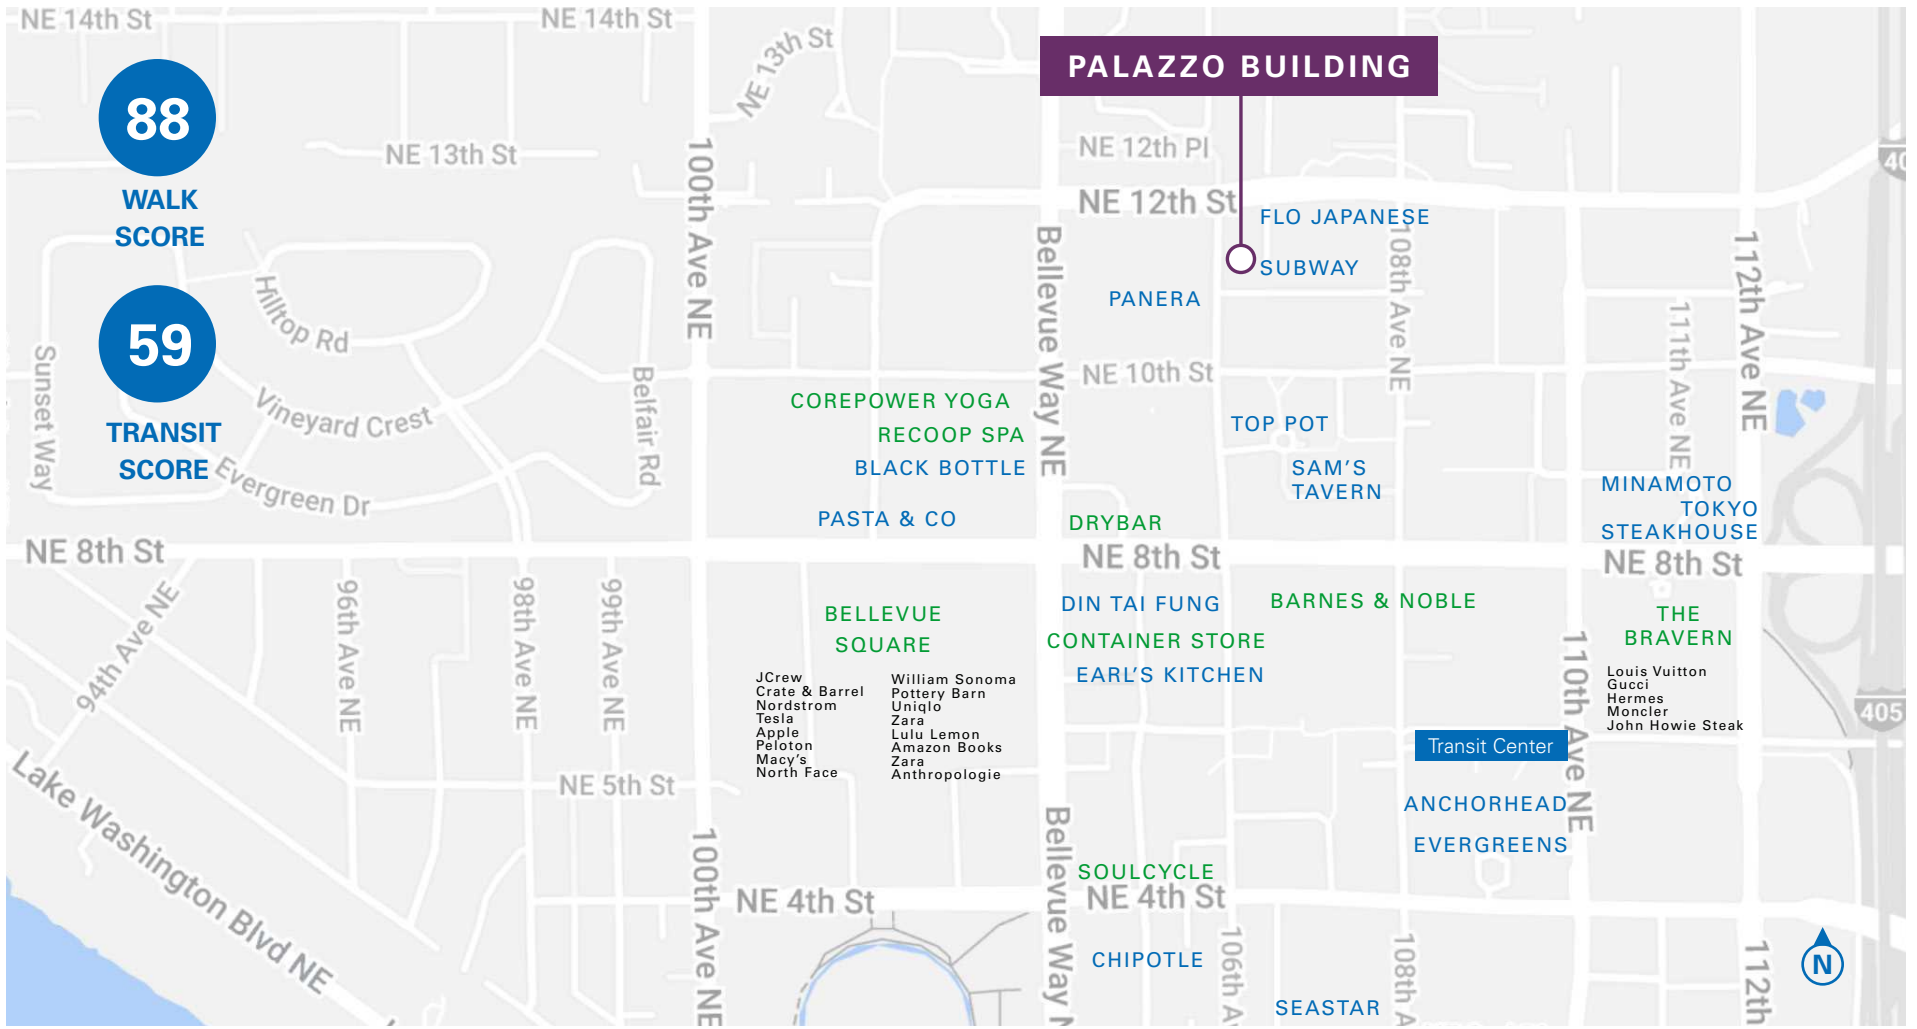 NE 14th St
NE 14th St
NE 13th St
PALAZZO BUILDING
88
WALK
SCORE
59
TRANSIT
SCORE
NE 13th St
100th Ave NE
NE 12th Pl
NE 12th St
FLO JAPANESE
SUBWAY
PANERA
108th Ave NE
Bellevue Way NE
112th Ave NE
111th Ave NE
Hilltop Rd
Sunset Way
Vineyard Crest
Evergreen Dr
Belfair Rd
NE 10th St
COREPOWER YOGA
RECOOP SPA
BLACK BOTTLE
PASTA & CO
TOP POT
SAM'S
TAVERN
DRYBAR
MINAMOTO
TOKYO
STEAKHOUSE
NE 8th St
NE 8th St
NE 8th St
94th Ave NE
96th Ave NE
98th Ave NE
99th Ave NE
BELLEVUE
SQUARE
JCrew
Crate & Barrel
Nordstrom
Tesla
Apple
Peloton
Macy's
North Face
William Sonoma
Pottery Barn
Uniqlo
Zara
Lulu Lemon
Amazon Books
Zara
Anthropologie
DIN TAI FUNG
CONTAINER STORE
EARL'S KITCHEN
BARNES & NOBLE
110th Ave NE
THE
BRAVERN
Louis Vuitton
Gucci
Hermes
Moncler
John Howie Steak
40
405
Transit Center
ANCHORHEAD
EVERGREENS
NE 5th St
Lake Washington Blvd NE
100th Ave NE
NE 4th St
Bellevue Way N
SOULCYCLE
NE 4th St
CHIPOTLE
106th Av
SEASTAR
108th A
112th
N